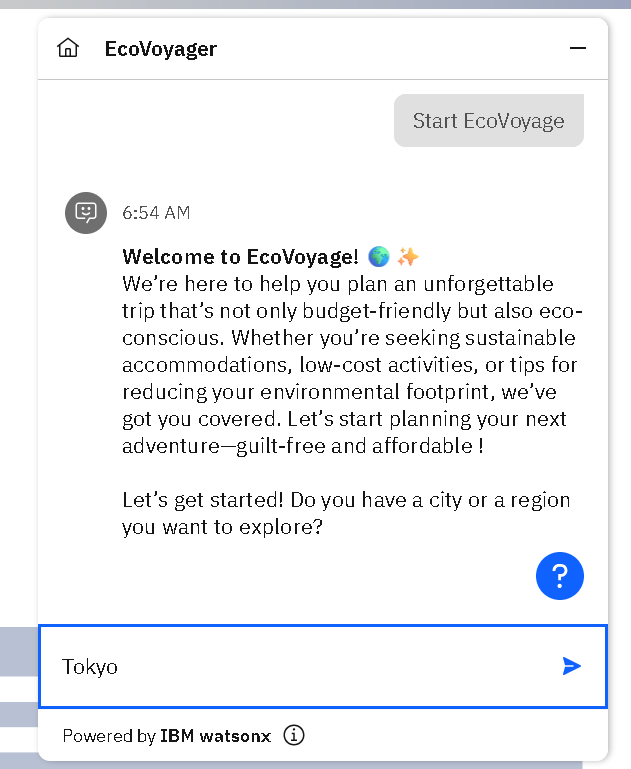 EcoVoyager
Start EcoVoyage
6:54 AM
Welcome to EcoVoyage! 🌍 ✨
We're here to help you plan an unforgettable
trip that's not only budget-friendly but also eco-
conscious. Whether you're seeking sustainable
accommodations, low-cost activities, or tips for
reducing your environmental footprint, we've
got you covered. Let's start planning your next
adventure—guilt-free and affordable !
Let's get started! Do you have a city or a region
you want to explore?
?
Tokyo
Powered by IBM watsonx